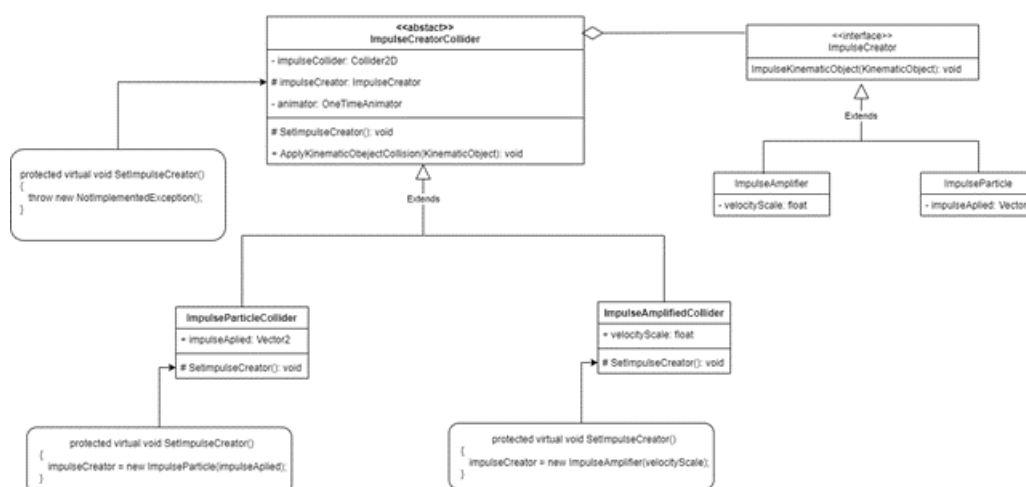 <<abstact>>
ImpulseCreatorCollider
- impulseCollider: Collider2D
# impulseCreator: ImpulseCreator
- animator: OneTimeAnimator
# SetImpulseCreator(): void
+ ApplyKinematicObejectCollision(KinematicObject): void
<<interface>>
ImpulseCreator
ImpulseKinematicObject(KinematicObject): void
Extends
ImpulseAmplifier
- velocityScale: float
ImpulseParticle
- impulseAplied: Vector
protected virtual void SetImpulseCreator()
{
throw new NotImplementedException();
}
Extends
ImpulseParticleCollider
+ impulseAplied: Vector2
# SetImpulseCreator(): void
ImpulseAmplifiedCollider
+ velocityScale: float
# SetImpulseCreator(): void
protected virtual void SetImpulseCreator()
{
impulseCreator = new ImpulseParticle(impulseAplied);
}
protected virtual void SetImpulseCreator()
{
impulseCreator = new ImpulseAmplifier(velocityScale);
}